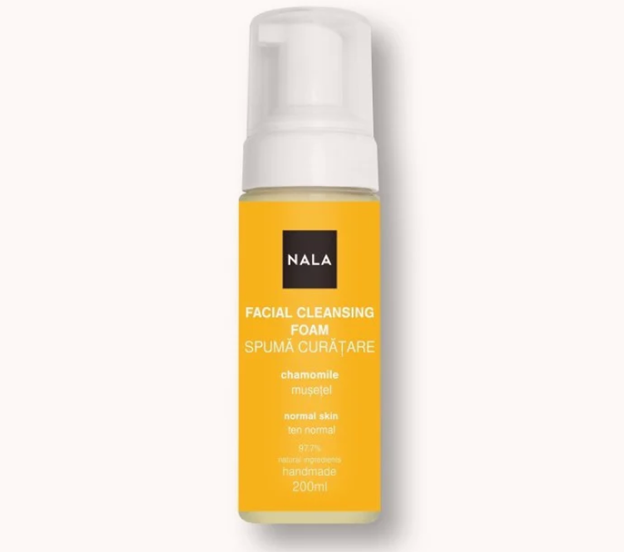 NALA
FACIAL CLEANSING
FOAM
SPUMĂ CURĂȚARE
chamomile
mușețel
normal skin
ten normal
97.7%
natural ingredients
handmade
200ml